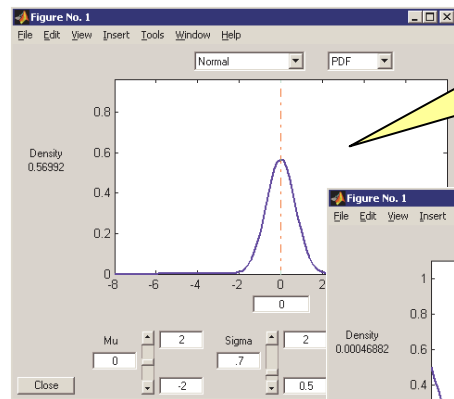 Figure No. 1
File Edit View Insert Tools Window Help
Normal PDF
0.8
0.6
0.4
0.2
0
Density
0.56992
-8 -6 -4 -2 0 2
0
Mu 0 2 -2
Sigma .7 2 0.5
Close
Figure No. 1
File Edit View Insert
1
0.8
0.6
0.4
Density
0.00046882